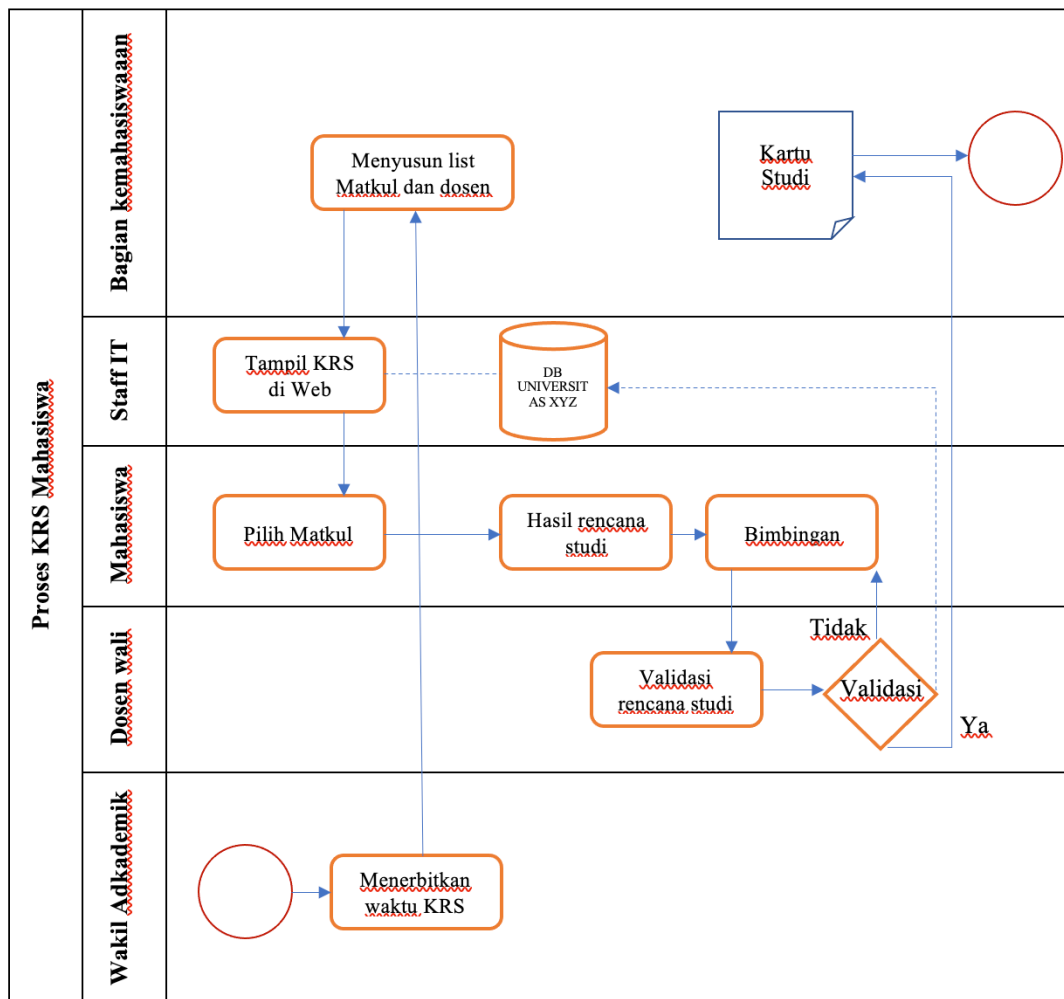 Proses KRS Mahasiswa
Bagian kemahasiswaaan
Menyusun list
Matkul dan dosen
Kartu
Studi
Staff IT
Tampil KRS
di Web
DB
UNIVERSIT
AS XYZ
Mahasiswa
Pilih Matkul
Hasil rencana
studi
Bimbingan
Dosen wali
Validasi
rencana studi
Tidak
Validasi
Ya
Wakil Adkademik
Menerbitkan
waktu KRS